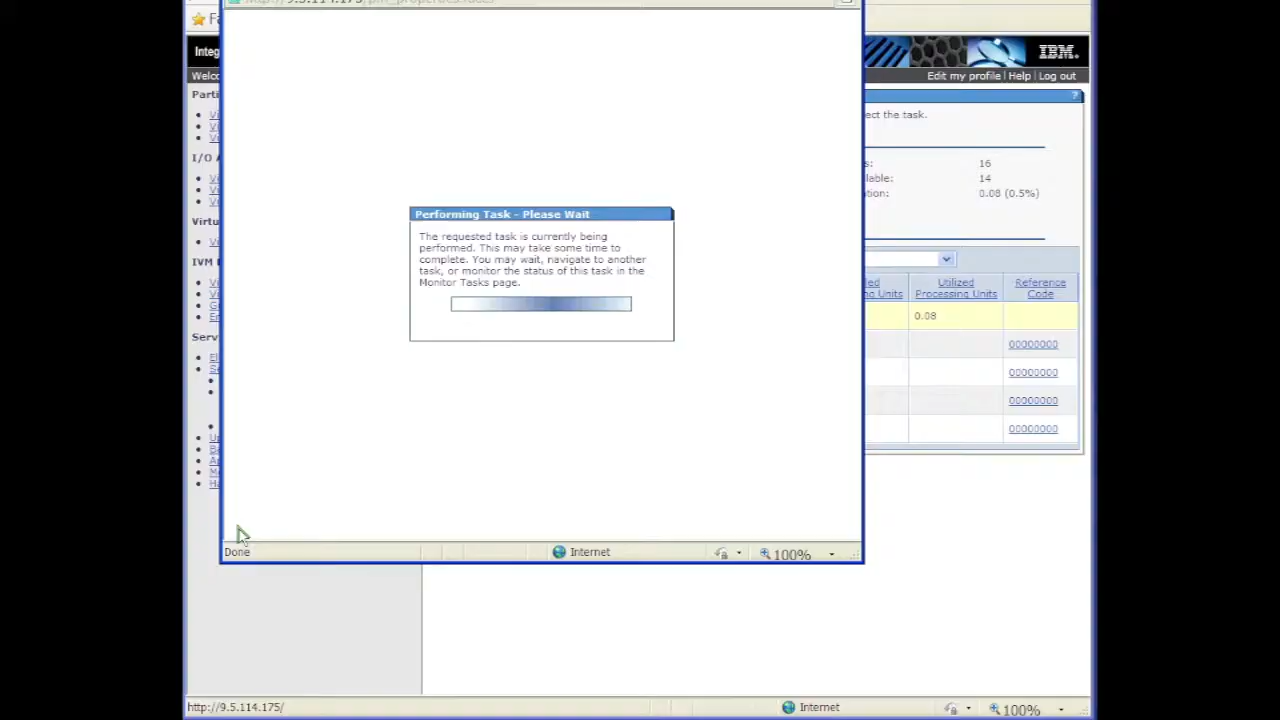 Integ
IBM.
Welco
Edit my profile | Help | Log out
Parti
I/O A
Virtu
IVM
Serv
ect the task.
s: 16
lable: 14
tion: 0.08 (0.5%)
Performing Task - Please Wait
The requested task is currently being
performed. This may take some time to
complete. You may wait, navigate to another
task, or monitor the status of this task in the
Monitor Tasks page.
Utilized
Processing Units
Reference
Code
0.08
00000000
00000000
00000000
00000000
Done
Internet
100%
http://9.5.114.175/
Internet
100%